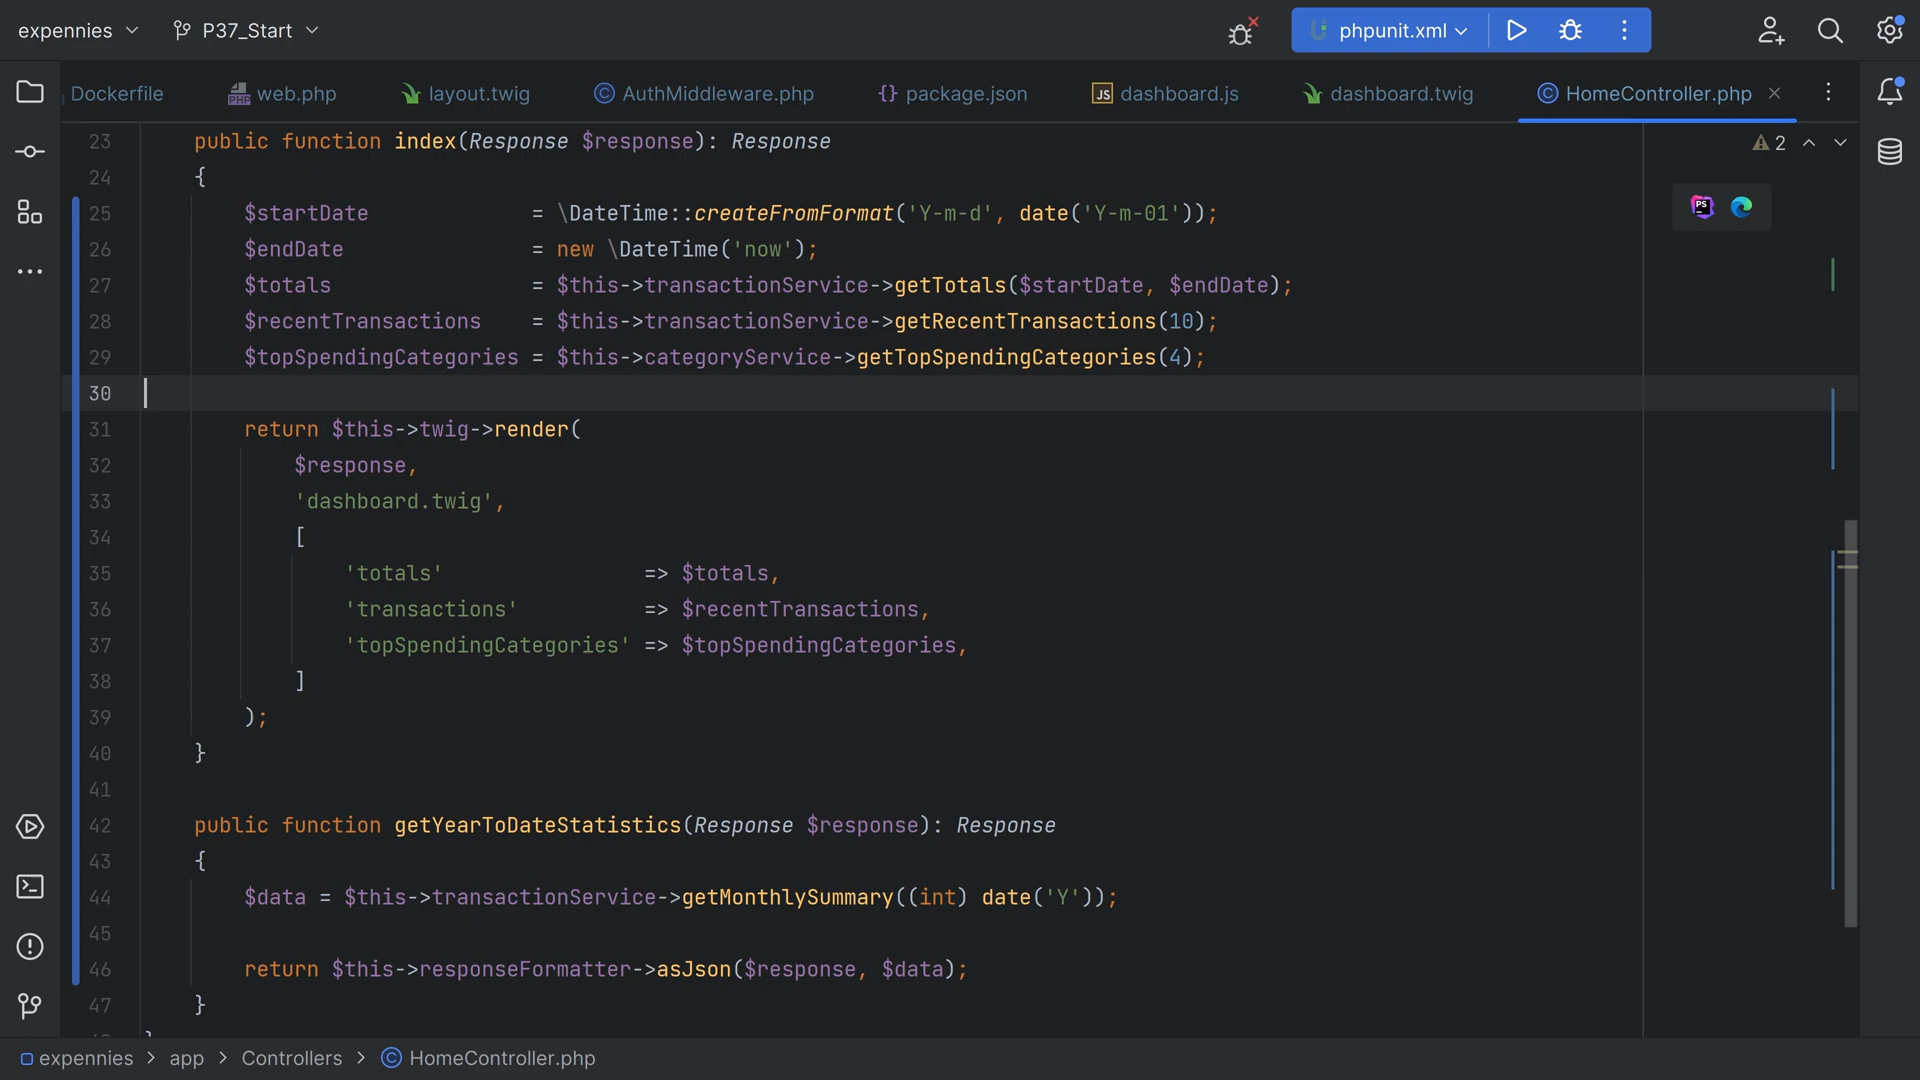 expennies
P37_Start
phpunit.xml
Dockerfile
web.php
layout.twig
AuthMiddleware.php
package.json
dashboard.js
dashboard.twig
HomeController.php
2
23 public function index(Response $response): Response
24 {
25 $startDate = \DateTime::createFromFormat('Y-m-d', date('Y-m-01'));
26 $endDate = new \DateTime('now');
27 $totals = $this->transactionService->getTotals($startDate, $endDate);
28 $recentTransactions = $this->transactionService->getRecentTransactions(10);
29 $topSpendingCategories = $this->categoryService->getTopSpendingCategories(4);
30
31 return $this->twig->render(
32 $response,
33 'dashboard.twig',
34 [
35 'totals' => $totals,
36 'transactions' => $recentTransactions,
37 'topSpendingCategories' => $topSpendingCategories,
38 ]
39 );
40 }
41
42 public function getYearToDateStatistics(Response $response): Response
43 {
44 $data = $this->transactionService->getMonthlySummary((int) date('Y'));
45
46 return $this->responseFormatter->asJson($response, $data);
47 }
expennies > app > Controllers > HomeController.php